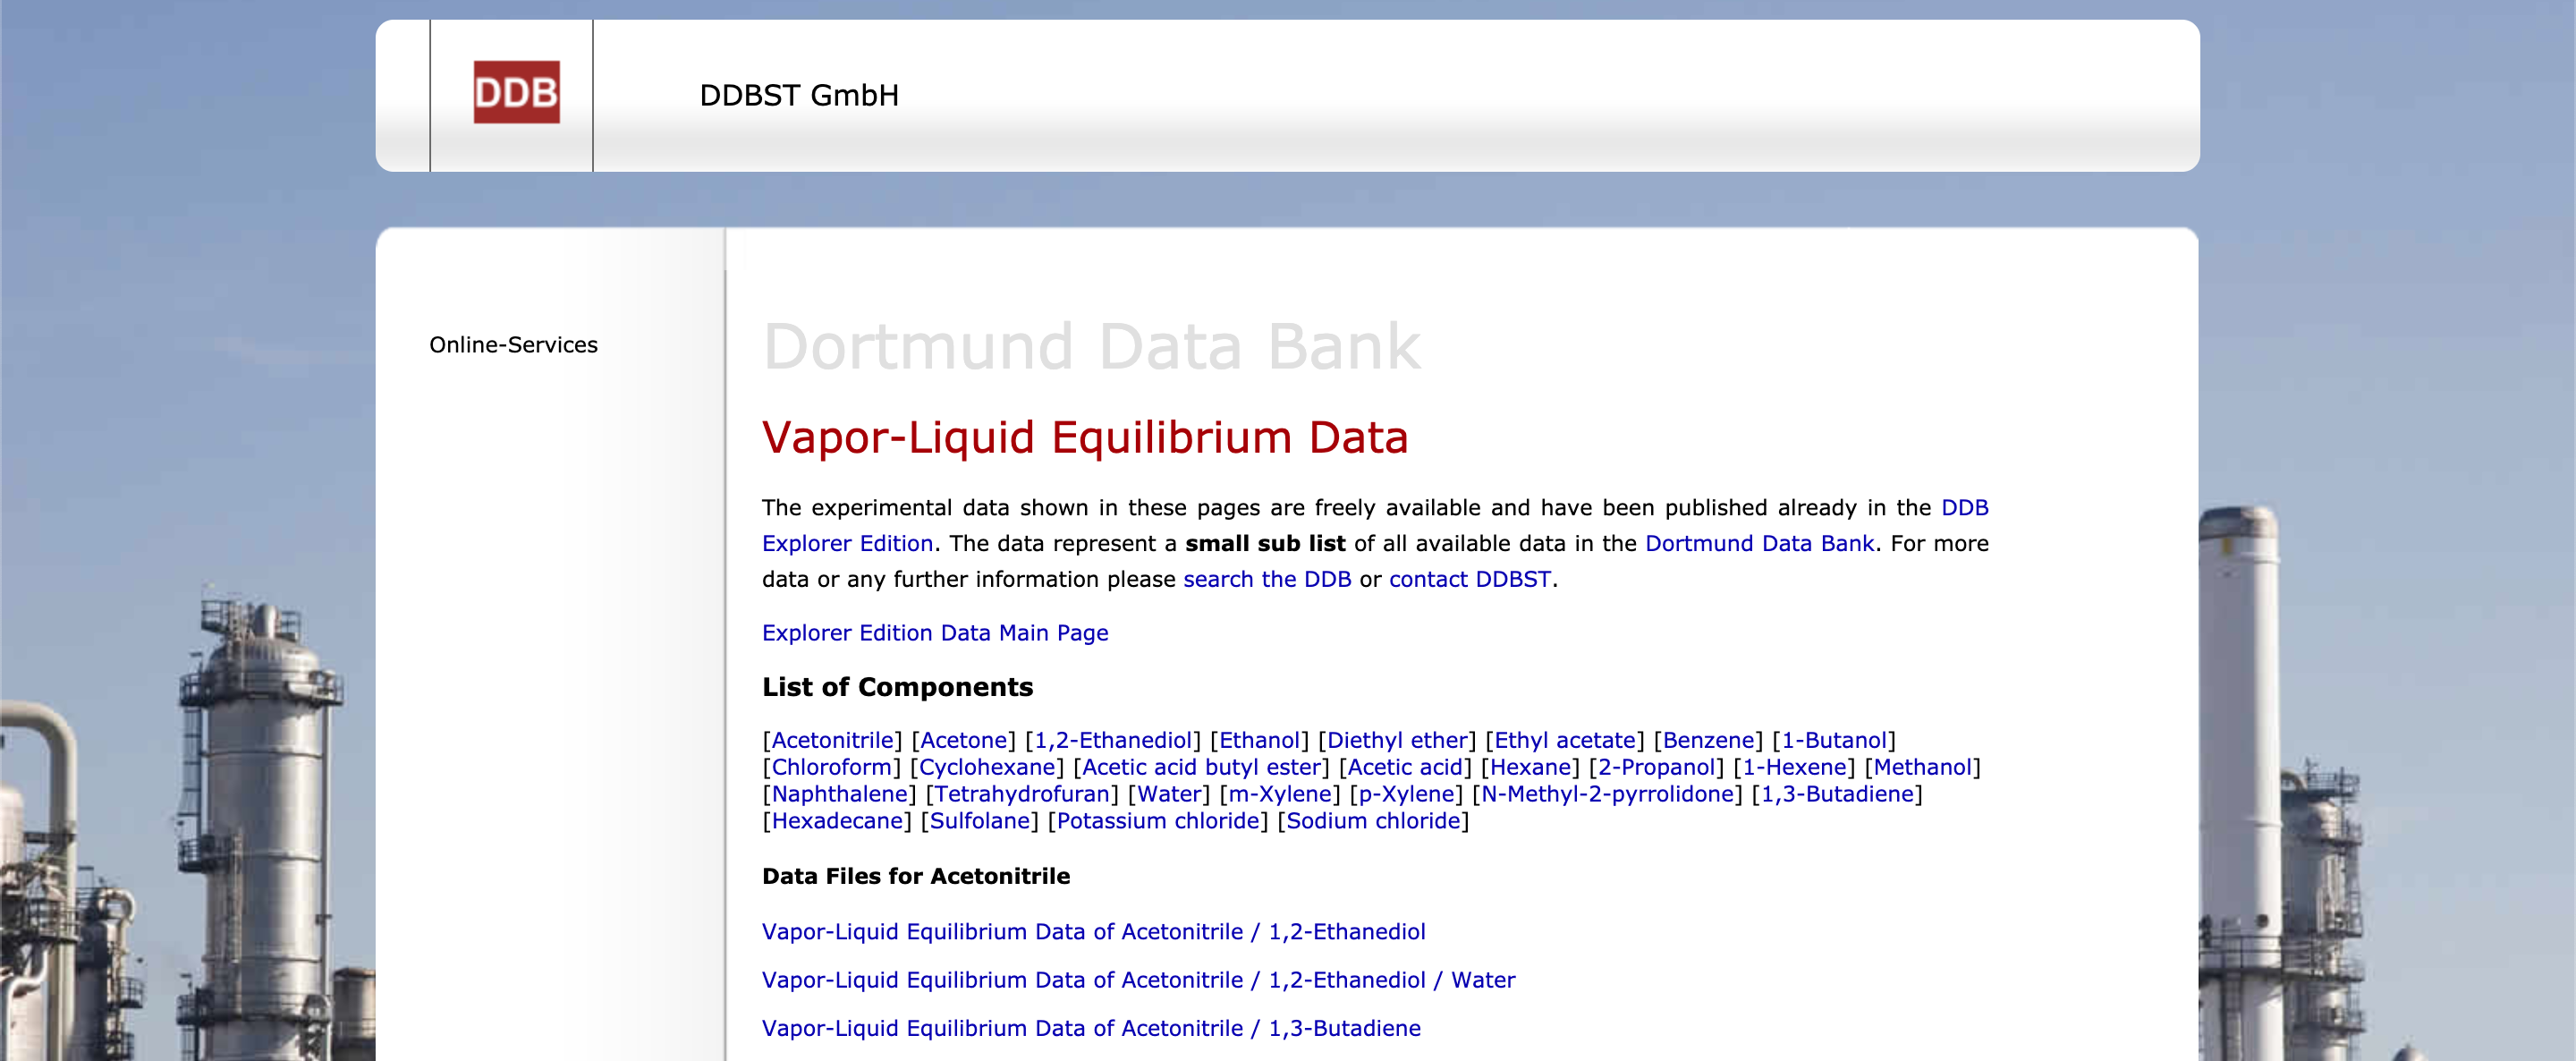 DDB
DDBST GmbH
Online-Services
Dortmund Data Bank
Vapor-Liquid Equilibrium Data
The experimental data shown in these pages are freely available and have been published already in the DDB
Explorer Edition. The data represent a small sub list of all available data in the Dortmund Data Bank. For more
data or any further information please search the DDB or contact DDBST.
Explorer Edition Data Main Page
List of Components
[Acetonitrile] [Acetone] [1,2-Ethanediol] [Ethanol] [Diethyl ether] [Ethyl acetate] [Benzene] [1-Butanol]
[Chloroform] [Cyclohexane] [Acetic acid butyl ester] [Acetic acid] [Hexane] [2-Propanol] [1-Hexene] [Methanol]
[Naphthalene] [Tetrahydrofuran] [Water] [m-Xylene] [p-Xylene] [N-Methyl-2-pyrrolidone] [1,3-Butadiene]
[Hexadecane] [Sulfolane] [Potassium chloride] [Sodium chloride]
Data Files for Acetonitrile
Vapor-Liquid Equilibrium Data of Acetonitrile / 1,2-Ethanediol
Vapor-Liquid Equilibrium Data of Acetonitrile / 1,2-Ethanediol / Water
Vapor-Liquid Equilibrium Data of Acetonitrile / 1,3-Butadiene